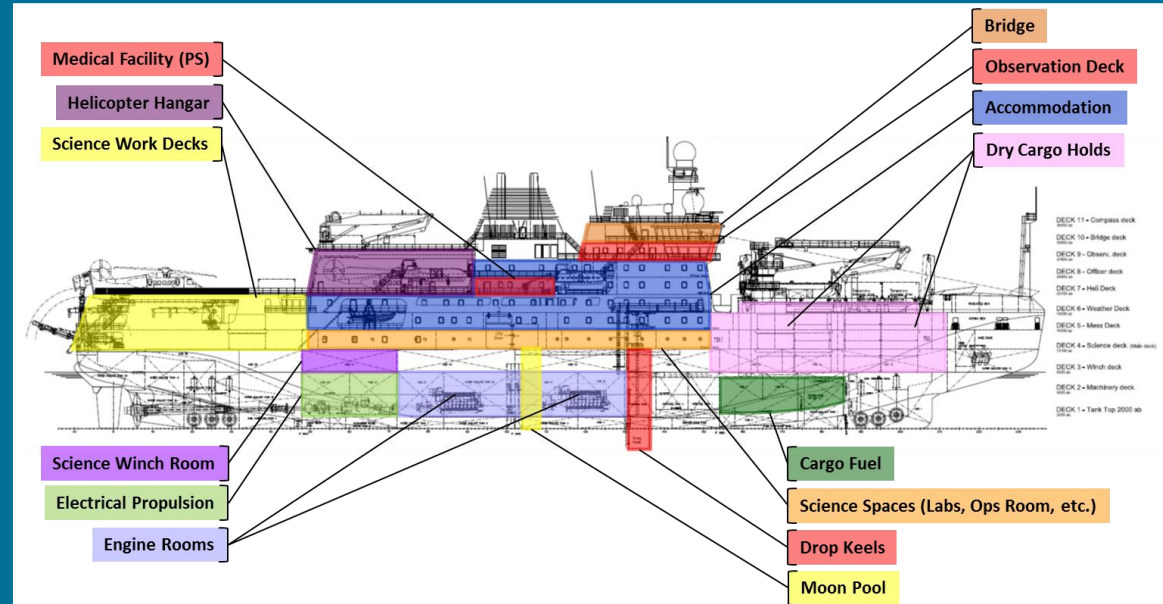 Medical Facility (PS)
Helicopter Hangar
Science Work Decks
Bridge
Observation Deck
Accommodation
Dry Cargo Holds
DECK 11 - Compass deck
DECK 10 - Bridge deck
DECK 9 - Observ. deck
DECK 8 - Officer deck
DECK 7 - Heli Deck
DECK 6 - Weather Deck
DECK 5 - Mess Deck
DECK 4 - Science deck (Main deck)
DECK 3 - Winch deck
DECK 2 - Machinery deck
DECK 1 - Tank Top 2000 ab
Science Winch Room
Electrical Propulsion
Engine Rooms
Cargo Fuel
Science Spaces (Labs, Ops Room, etc.)
Drop Keels
Moon Pool